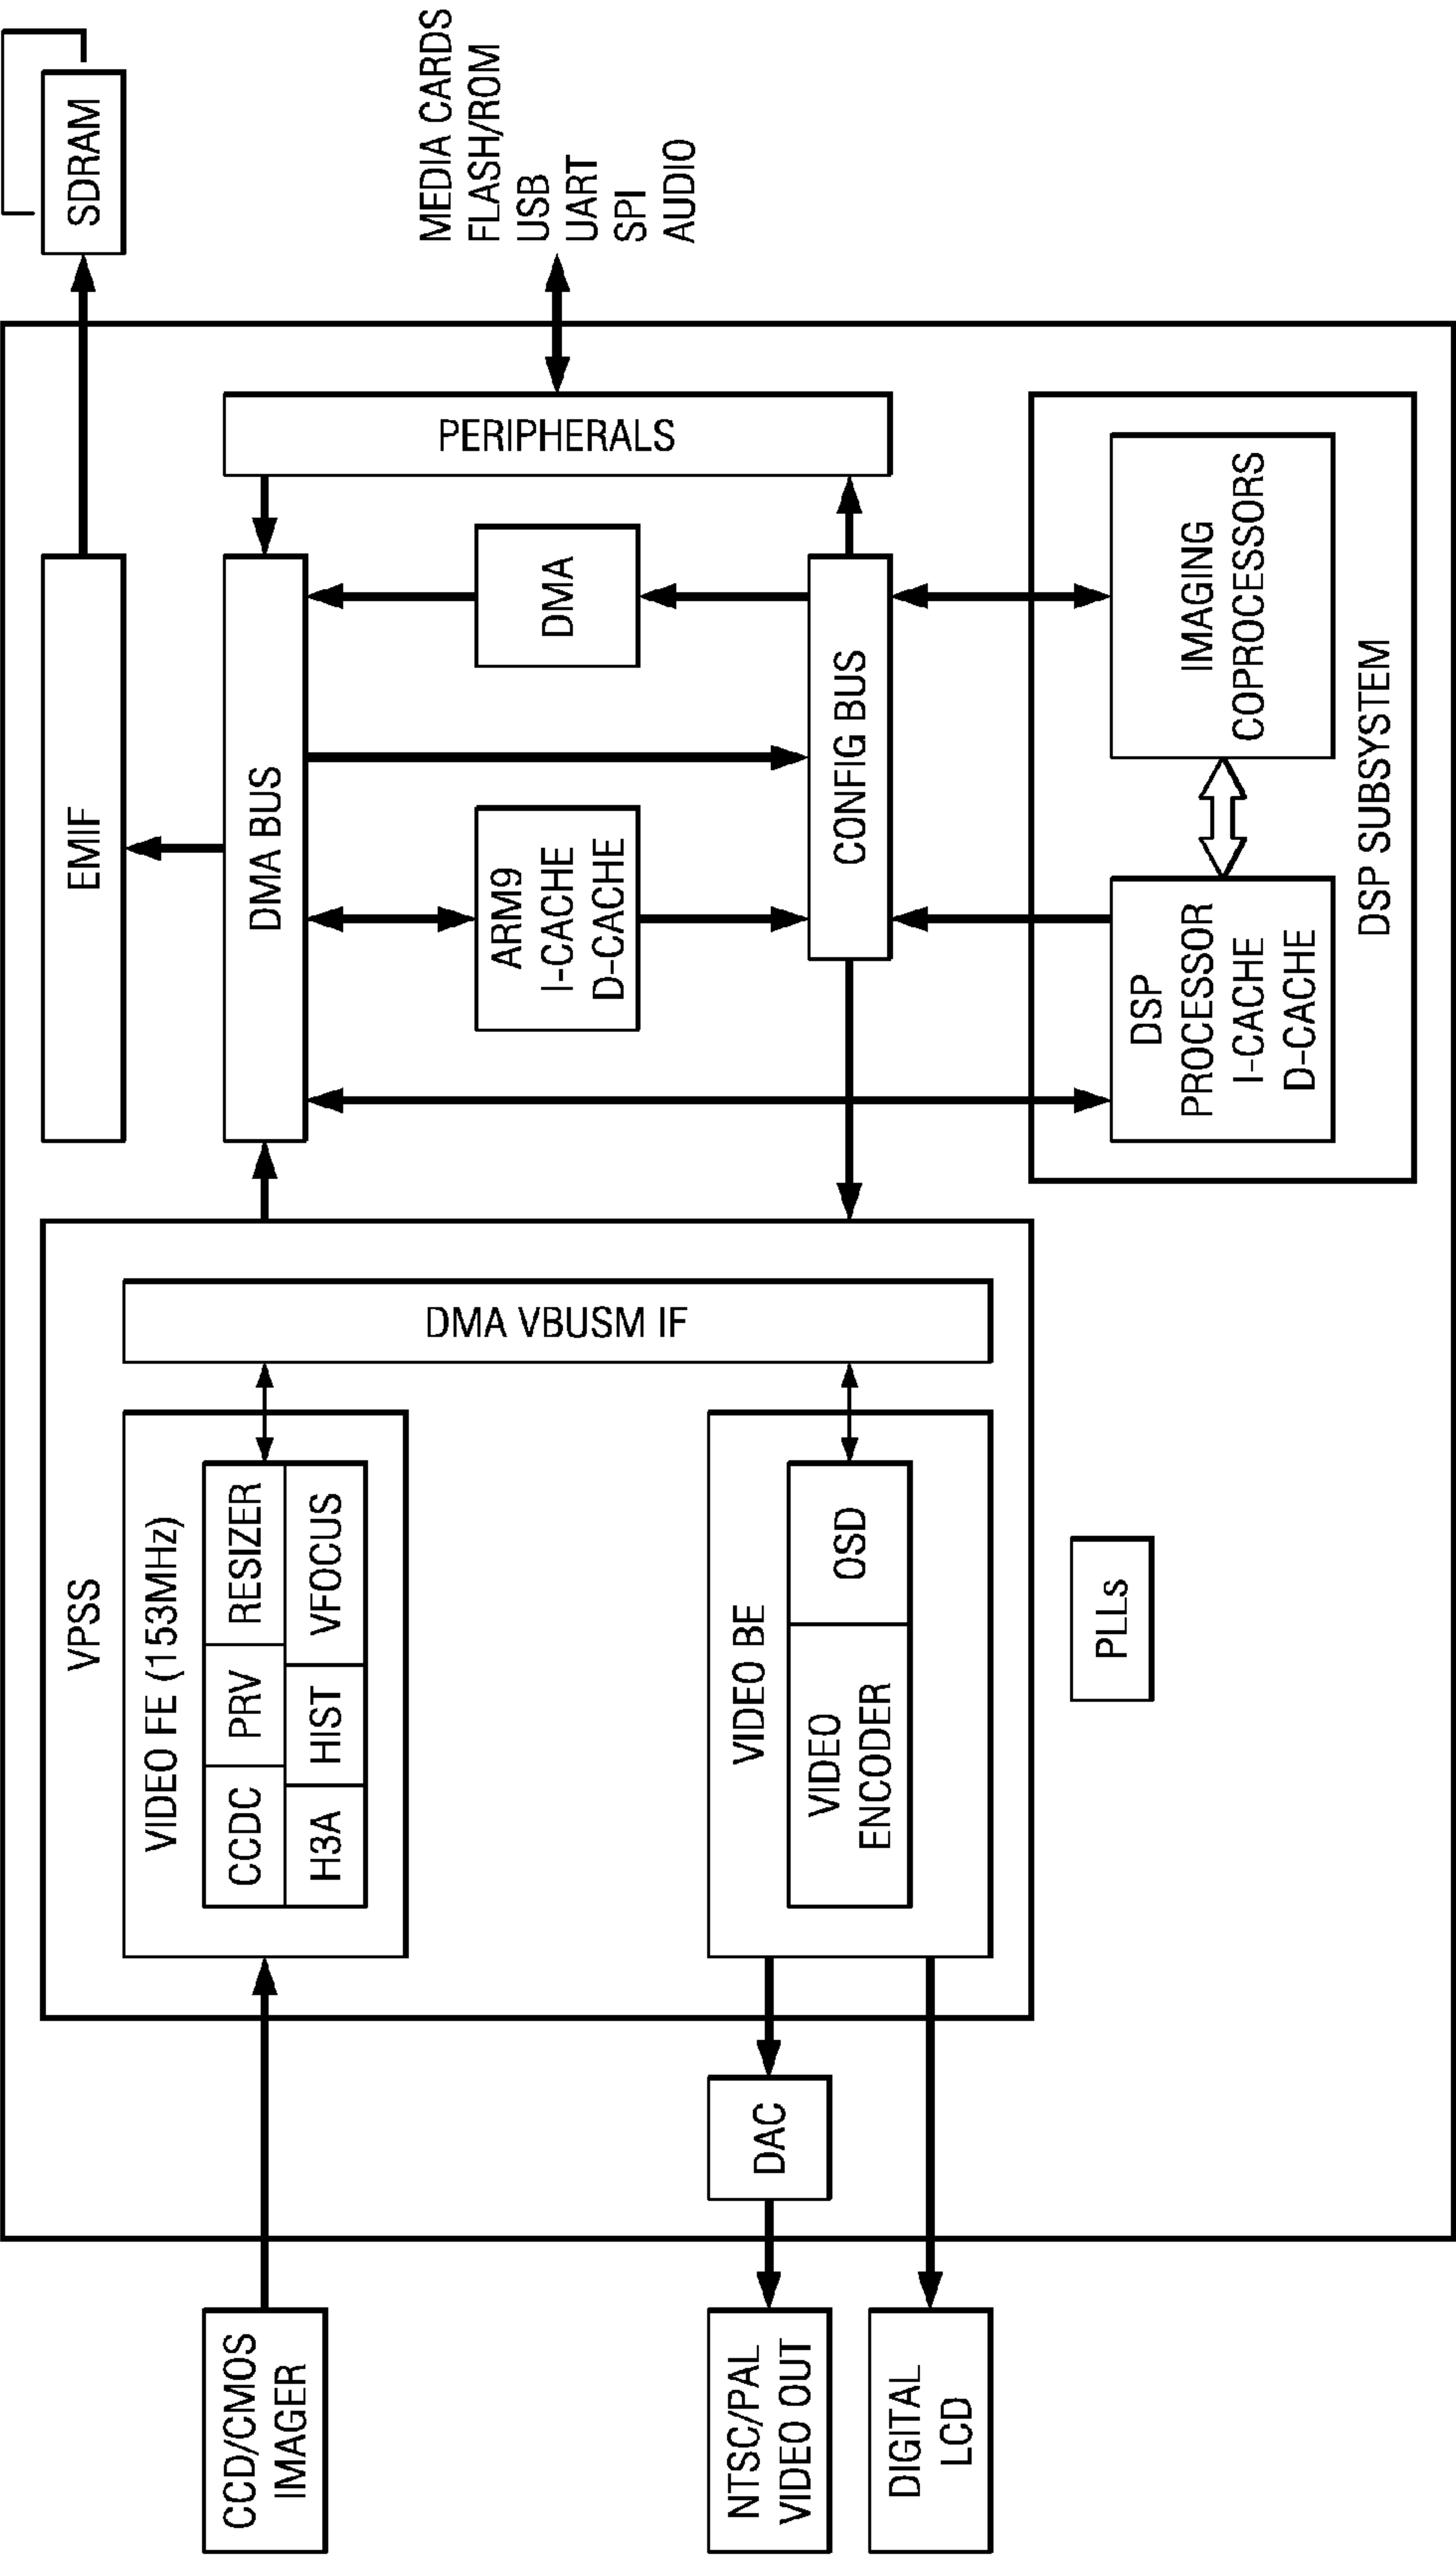 CCD/CMOS
IMAGER
NTSC/PAL
VIDEO OUT
DIGITAL
LCD
DAC
VPSS
VIDEO FE (153MHz)
CCDC
PRV
RESIZER
H3A
HIST
VFOCUS
VIDEO BE
VIDEO
ENCODER
OSD
DMA VBUSM IF
PLLs
EMIF
DMA BUS
ARM9
I-CACHE
D-CACHE
DMA
CONFIG BUS
PERIPHERALS
DSP
PROCESSOR
I-CACHE
D-CACHE
IMAGING
COPROCESSORS
DSP SUBSYSTEM
SDRAM
MEDIA CARDS
FLASH/ROM
USB
UART
SPI
AUDIO